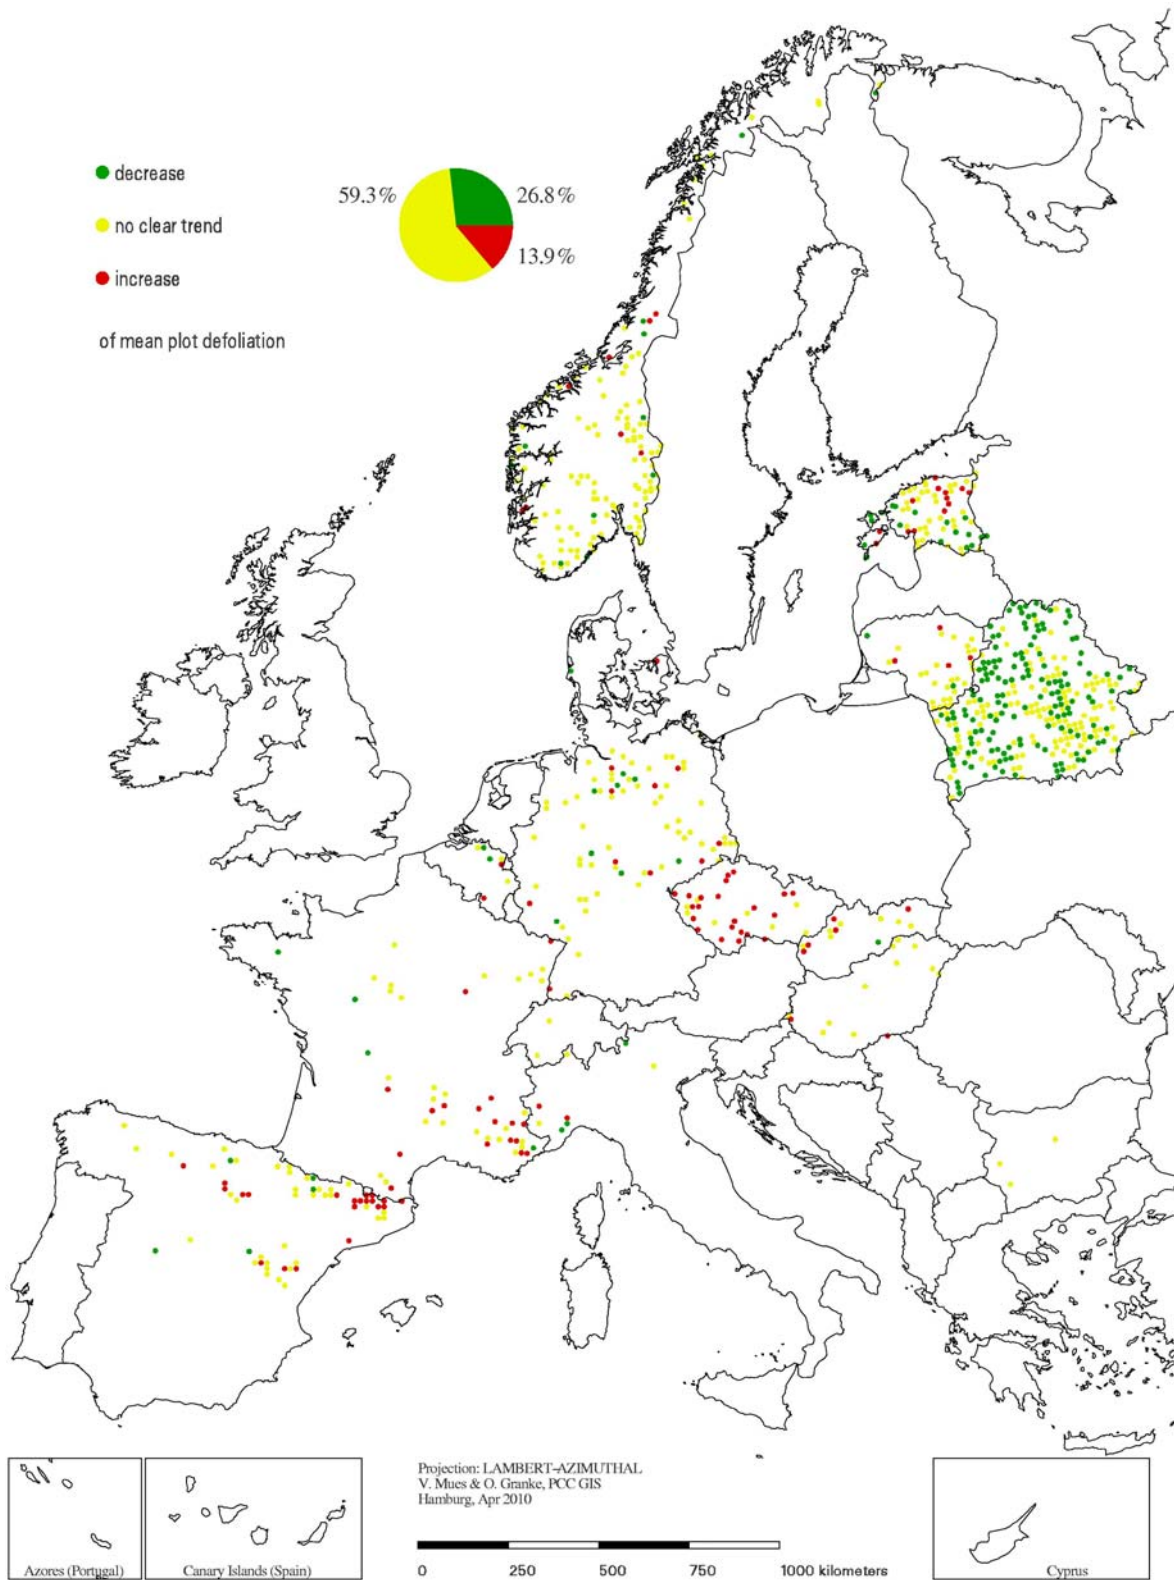 decrease
59.3%
26.8%
no clear trend
13.9%
increase
of mean plot defoliation
Projection: LAMBERT-AZIMUTHAL
V. Mues & O. Granke, PCC GIS
Hamburg, Apr 2010
Azores (Portugal)
Canary Islands (Spain)
0 250 500 750 1000 kilometers
Cyprus